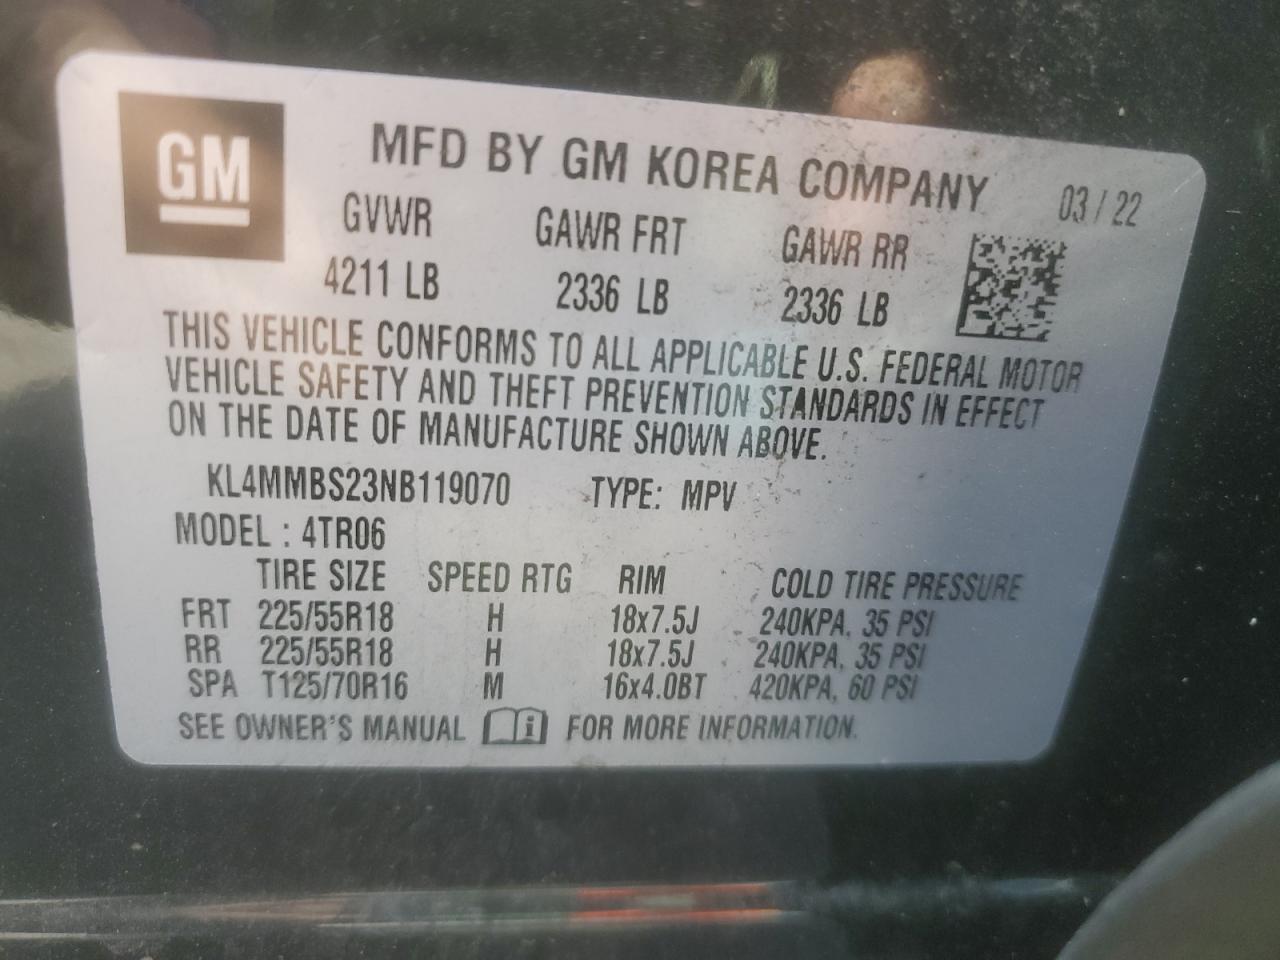 GM
MFD BY GM KOREA COMPANY 03 / 22
GVWR GAWR FRT GAWR RR
4211 LB 2336 LB 2336 LB
THIS VEHICLE CONFORMS TO ALL APPLICABLE U.S. FEDERAL MOTOR
VEHICLE SAFETY AND THEFT PREVENTION STANDARDS IN EFFECT
ON THE DATE OF MANUFACTURE SHOWN ABOVE.
KL4MMBS23NB119070 TYPE: MPV
MODEL : 4TR06
TIRE SIZE SPEED RTG RIM COLD TIRE PRESSURE
FRT 225/55R18 H 18x7.5J 240KPA, 35 PSI
RR 225/55R18 H 18x7.5J 240KPA, 35 PSI
SPA T125/70R16 M 16x4.0BT 420KPA, 60 PSI
SEE OWNER'S MANUAL i FOR MORE INFORMATION.